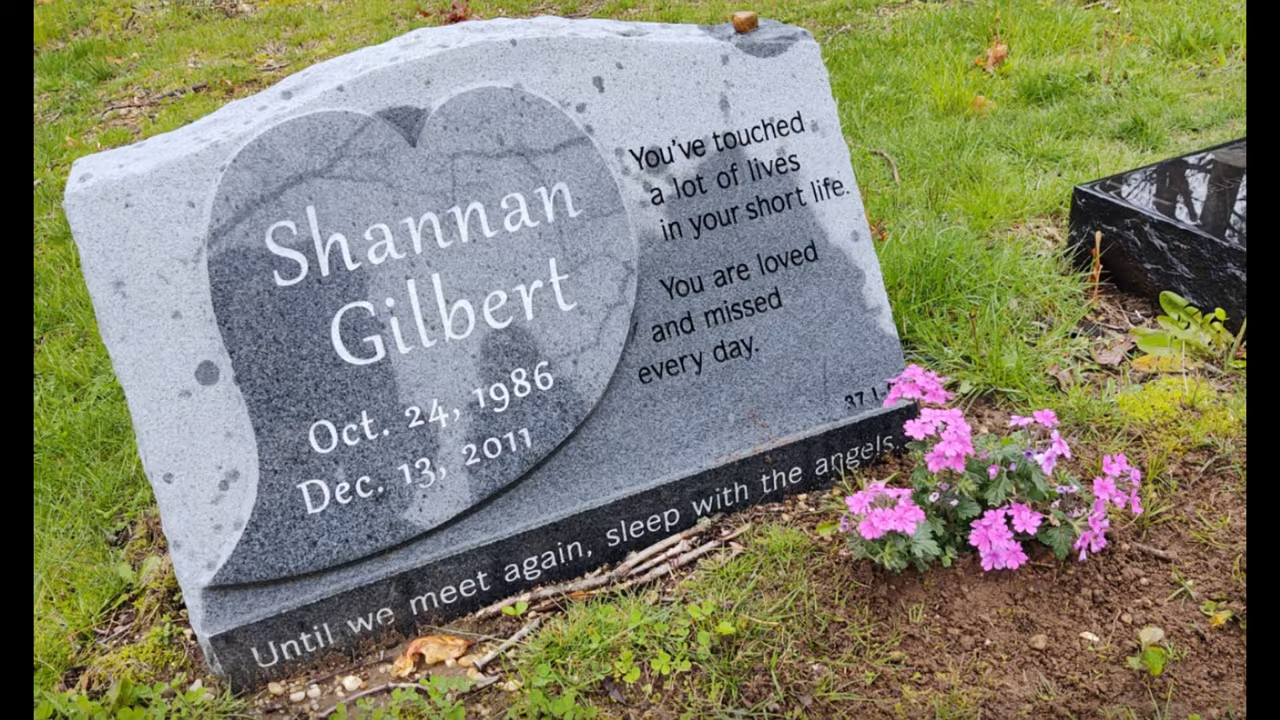 Shannan
Gilbert
Oct. 24, 1986
Dec. 13, 2011
You've touched
a lot of lives
in your short life.
You are loved
and missed
every day.
37
Until we meet again, sleep with the angels.